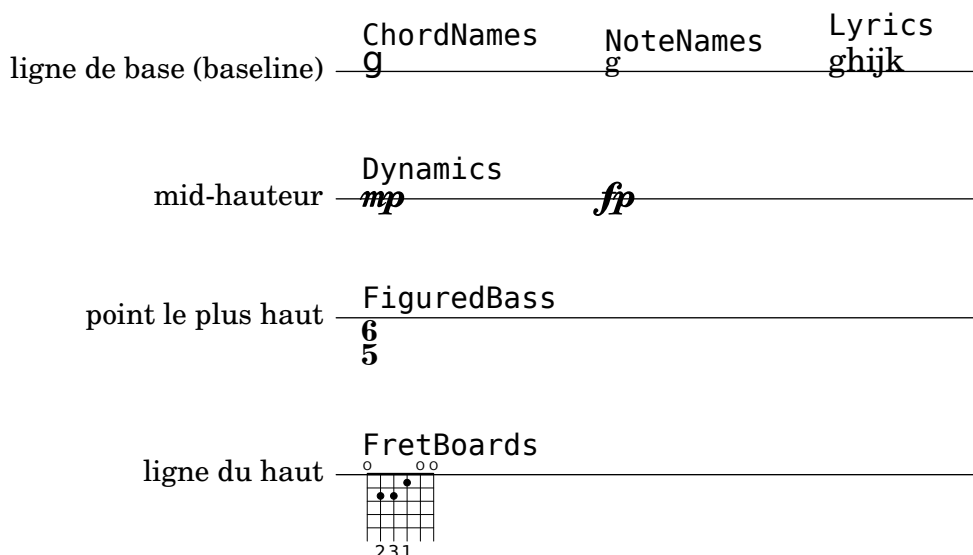 ChordNames NoteNames Lyrics
ligne de base (baseline) g g ghijk
Dynamics
mid-hauteur mp fp
FiguredBass
point le plus haut
6
5
FretBoards
o o o
ligne du haut
231